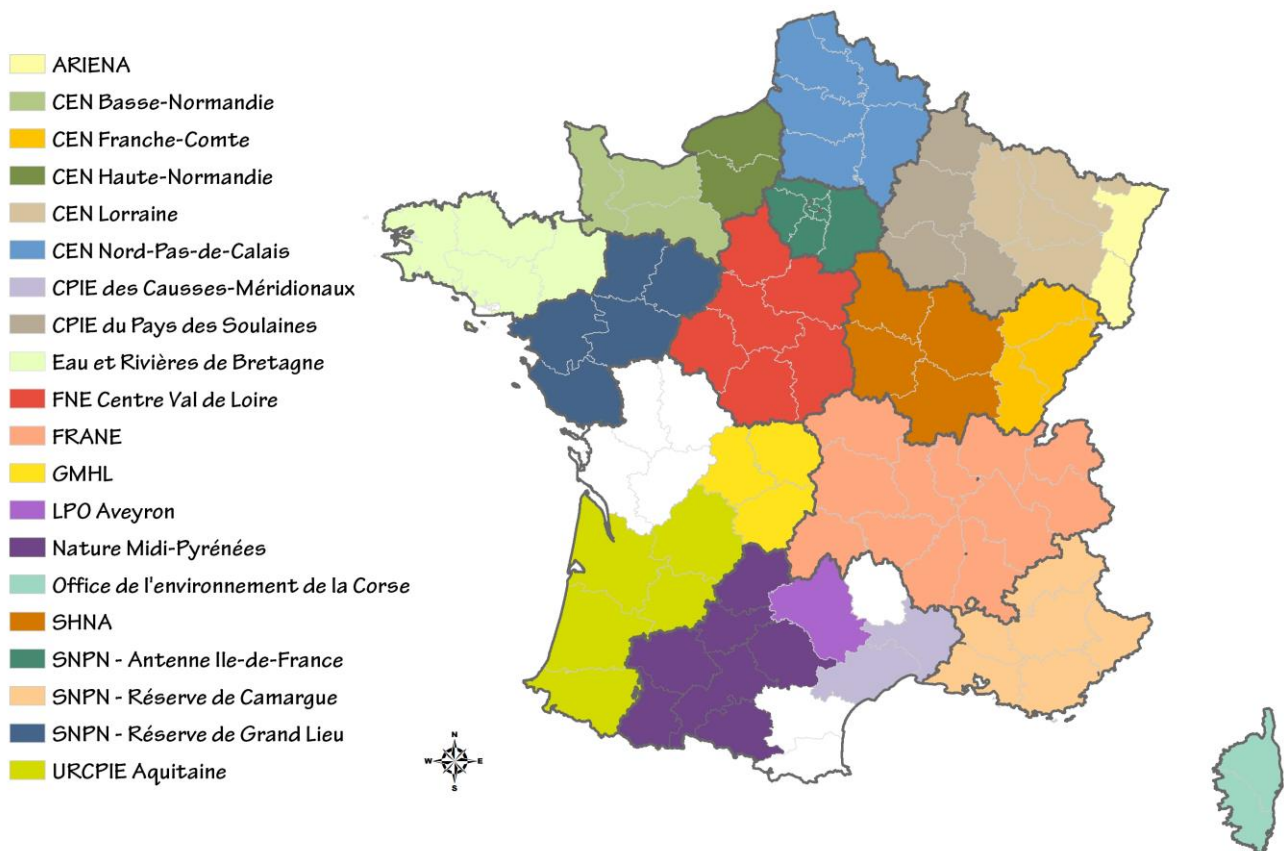 ARIENA
CEN Basse-Normandie
CEN Franche-Comte
CEN Haute-Normandie
CEN Lorraine
CEN Nord-Pas-de-Calais
CPIE des Causses-Méridionaux
CPIE du Pays des Soulaines
Eau et Rivières de Bretagne
FNE Centre Val de Loire
FRANE
GMHL
LPO Aveyron
Nature Midi-Pyrénées
Office de l'environnement de la Corse
SHNA
SNPN - Antenne Ile-de-France
SNPN - Réserve de Camargue
SNPN - Réserve de Grand Lieu
URCPIE Aquitaine
N
W E
S